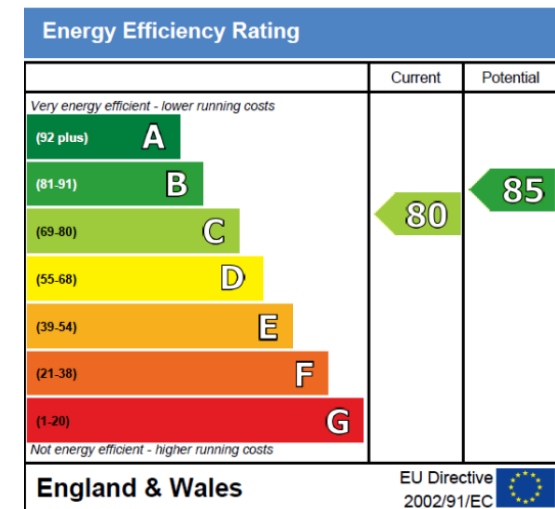 Energy Efficiency Rating
Current Potential
Very energy efficient - lower running costs
(92 plus) A
(81-91) B
(69-80) C
(55-68) D
(39-54) E
(21-38) F
(1-20) G
80
85
Not energy efficient - higher running costs
England & Wales
EU Directive
2002/91/EC